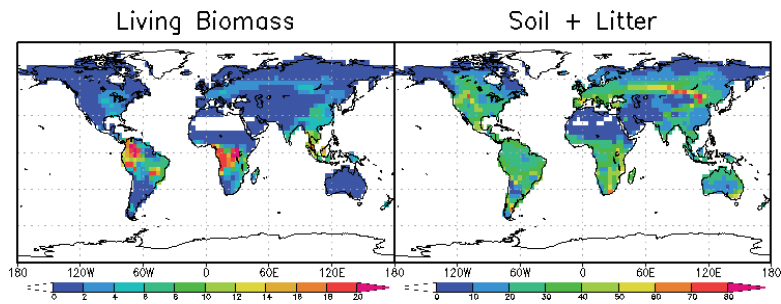 Living Biomass
Soil + Litter
180 120W 60W 0 60E 120E 180 120W 60W 0 60E 120E 180
0 2 4 6 8 10 12 14 16 18 20
0 10 20 30 40 50 60 70 80